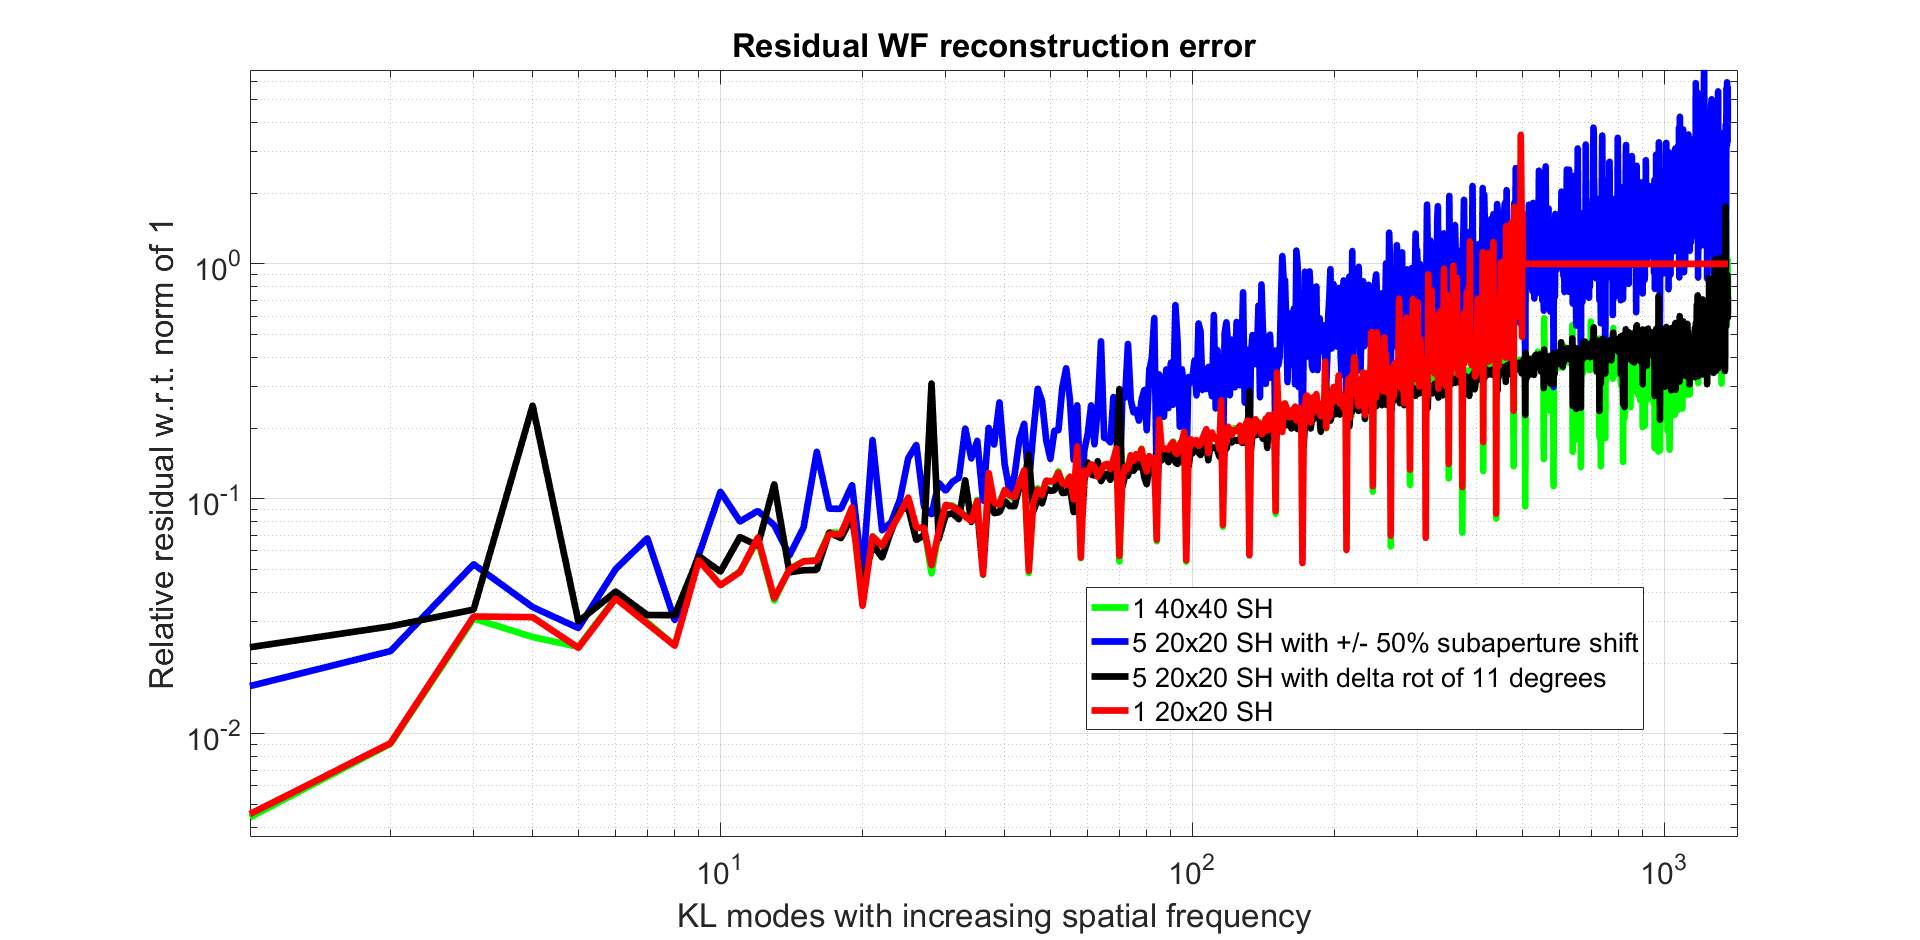 Residual WF reconstruction error
Relative residual w.r.t. norm of 1
10^0
10^-1
10^-2
1 40x40 SH
5 20x20 SH with +/- 50% subaperture shift
5 20x20 SH with delta rot of 11 degrees
1 20x20 SH
10^1 10^2 10^3
KL modes with increasing spatial frequency